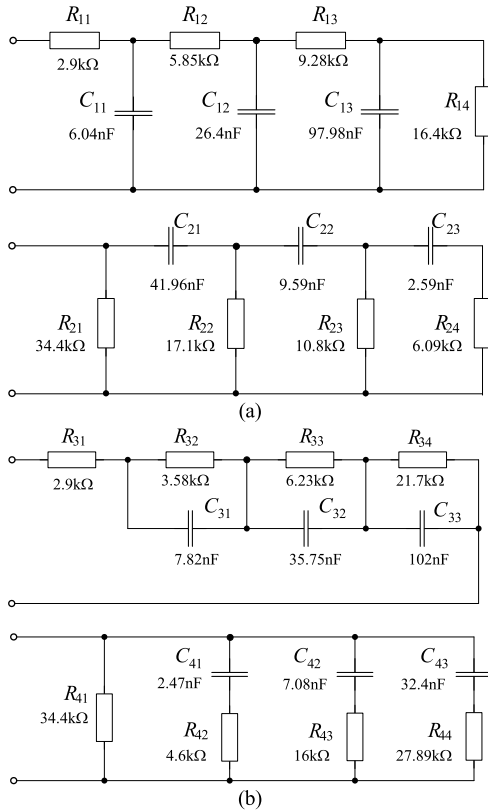 R11 R12 R13
2.9kΩ 5.85kΩ 9.28kΩ
C11 C12 C13 R14
6.04nF 26.4nF 97.98nF 16.4kΩ
C21 C22 C23
41.96nF 9.59nF 2.59nF
R21 R22 R23 R24
34.4kΩ 17.1kΩ 10.8kΩ 6.09kΩ
(a)
R31 R32 R33 R34
2.9kΩ 3.58kΩ 6.23kΩ 21.7kΩ
C31 C32 C33
7.82nF 35.75nF 102nF
C41 C42 C43
2.47nF 7.08nF 32.4nF
R41 R42 R43 R44
34.4kΩ 4.6kΩ 16kΩ 27.89kΩ
(b)